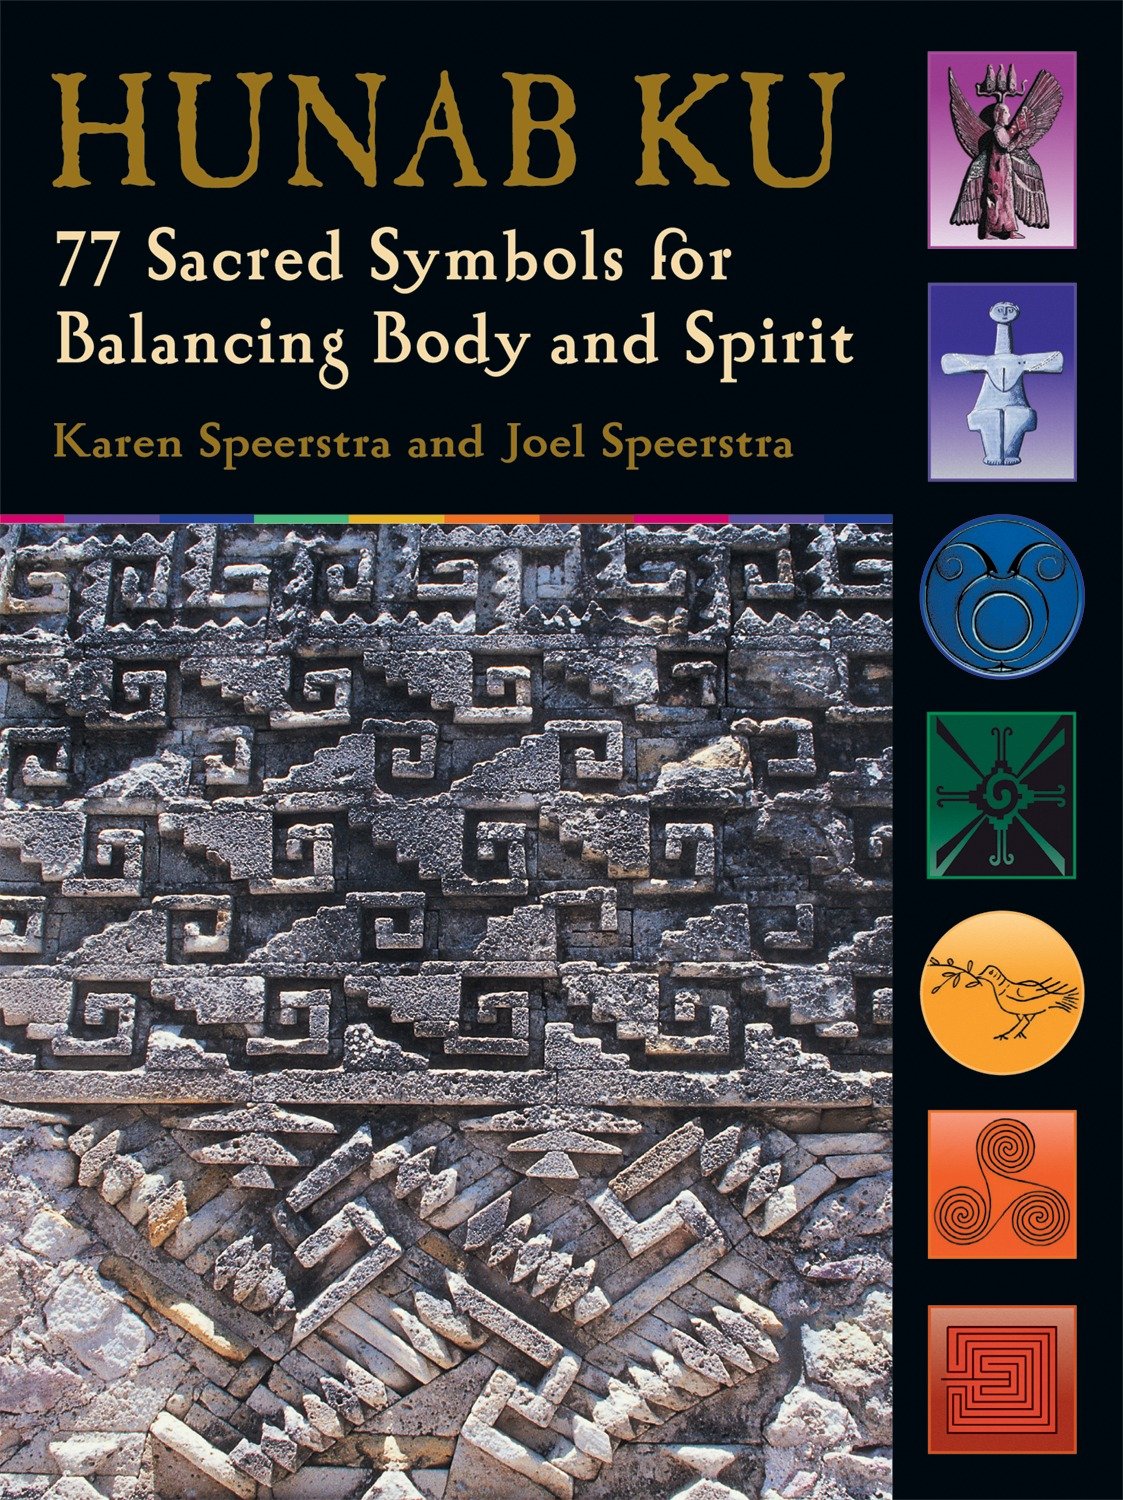 HUNAB KU
77 Sacred Symbols for
Balancing Body and Spirit
Karen Speerstra and Joel Speerstra